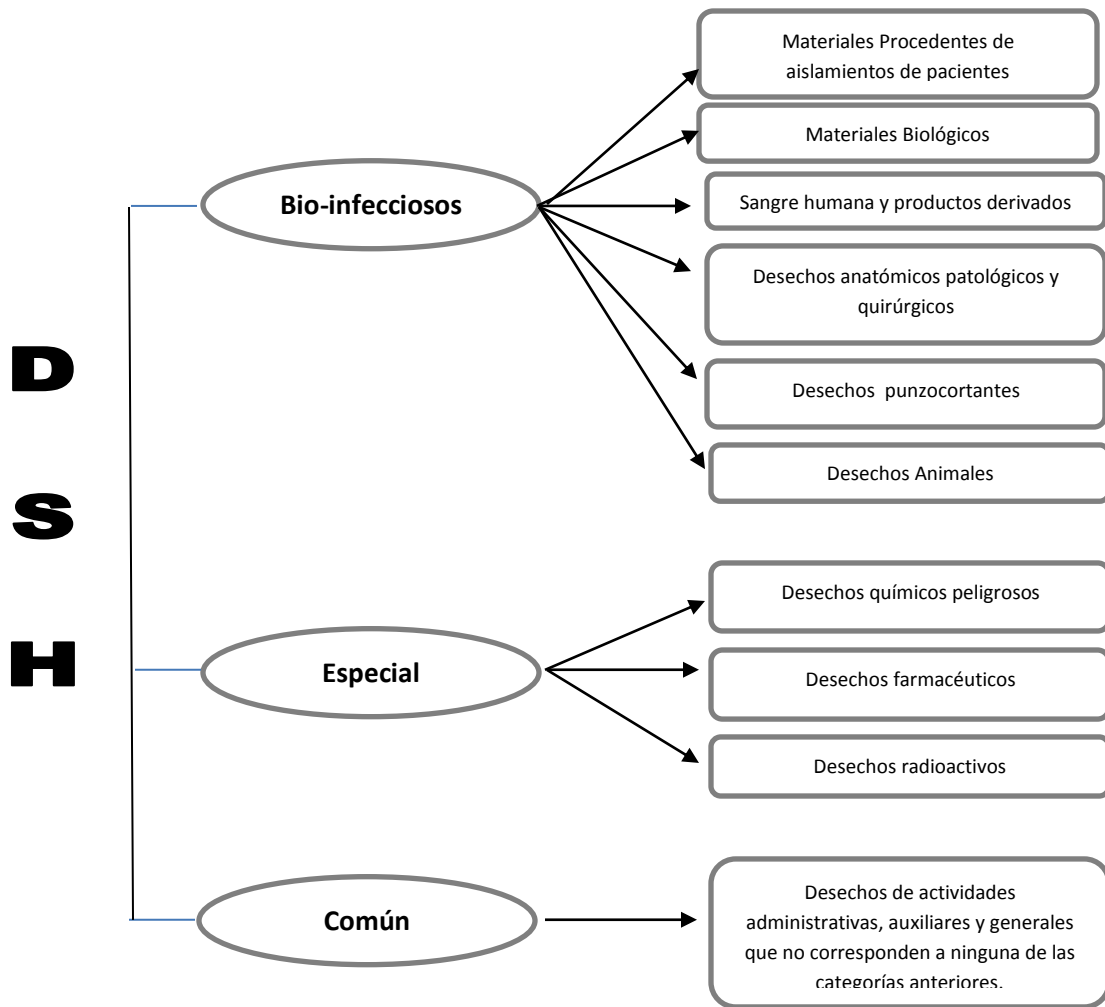 D
S
H
Bio-infecciosos
Materiales Procedentes de
aislamientos de pacientes
Materiales Biológicos
Sangre humana y productos derivados
Desechos anatómicos patológicos y
quirúrgicos
Desechos  punzocortantes
Desechos Animales
Especial
Desechos químicos peligrosos
Desechos farmacéuticos
Desechos radioactivos
Común
Desechos de actividades
administrativas, auxiliares y generales
que no corresponden a ninguna de las
categorías anteriores.